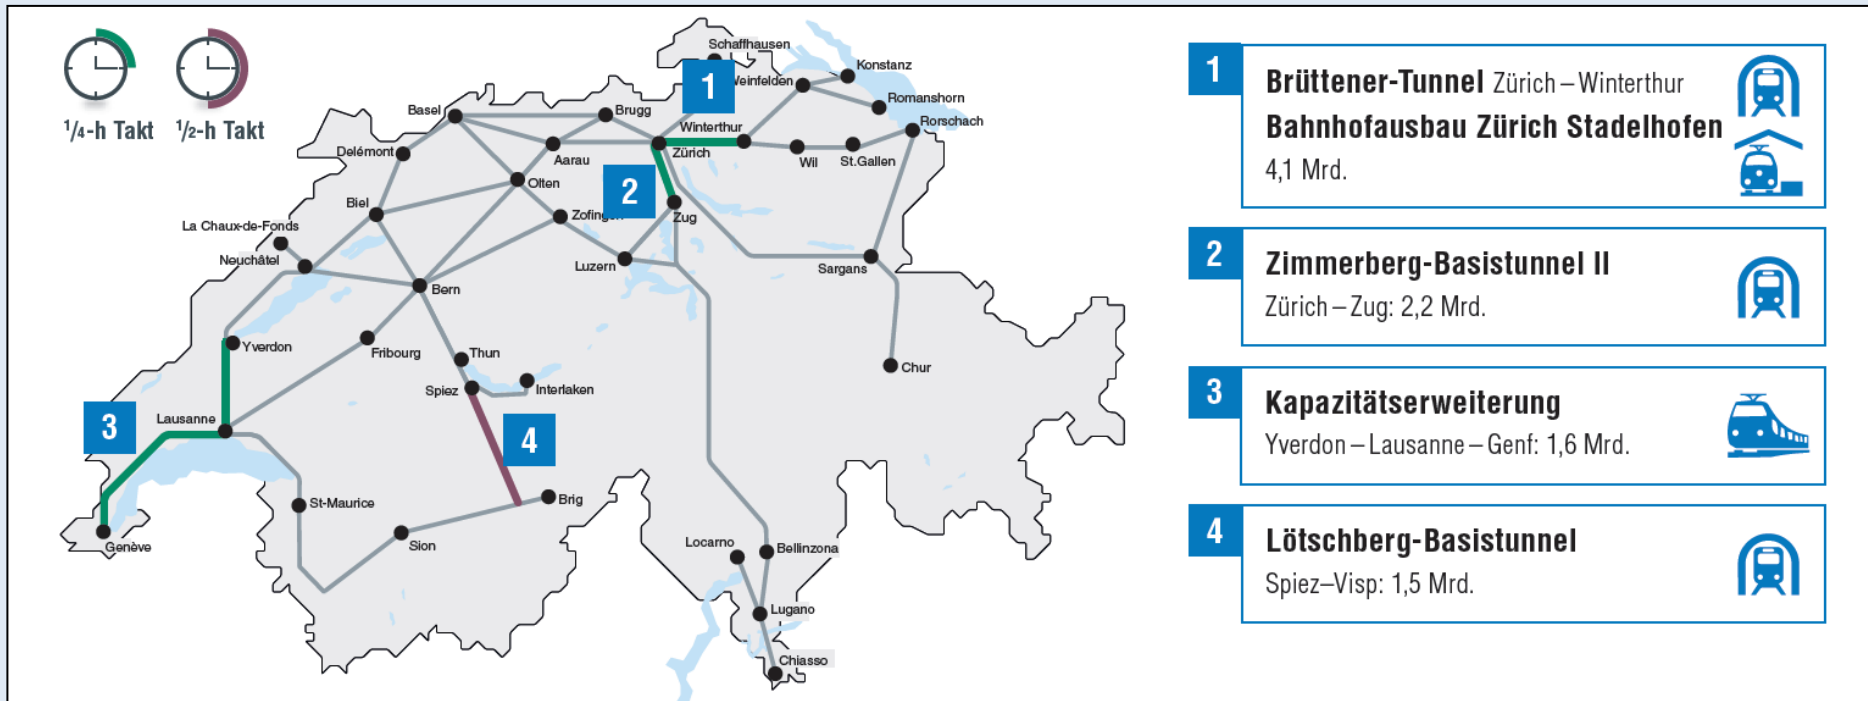 ¼-h Takt
½-h Takt
Schaffhausen
1
Weinfelden
Konstanz
Romanshorn
Rorschach
Basel
Brugg
Winterthur
Delémont
Aarau
Zürich
Wil
St.Gallen
Olten
2
Biel
Zofingen
Zug
La Chaux-de-Fonds
Neuchâtel
Luzern
Sargans
Bern
Yverdon
Fribourg
Thun
Chur
Spiez
Interlaken
3
Lausanne
4
St-Maurice
Brig
Genève
Sion
Locarno
Bellinzona
Lugano
Chiasso
1
Brüttener-Tunnel Zürich – Winterthur
Bahnhofausbau Zürich Stadelhofen
4,1 Mrd.
2
Zimmerberg-Basistunnel II
Zürich – Zug: 2,2 Mrd.
3
Kapazitätserweiterung
Yverdon – Lausanne – Genf: 1,6 Mrd.
4
Lötschberg-Basistunnel
Spiez–Visp: 1,5 Mrd.